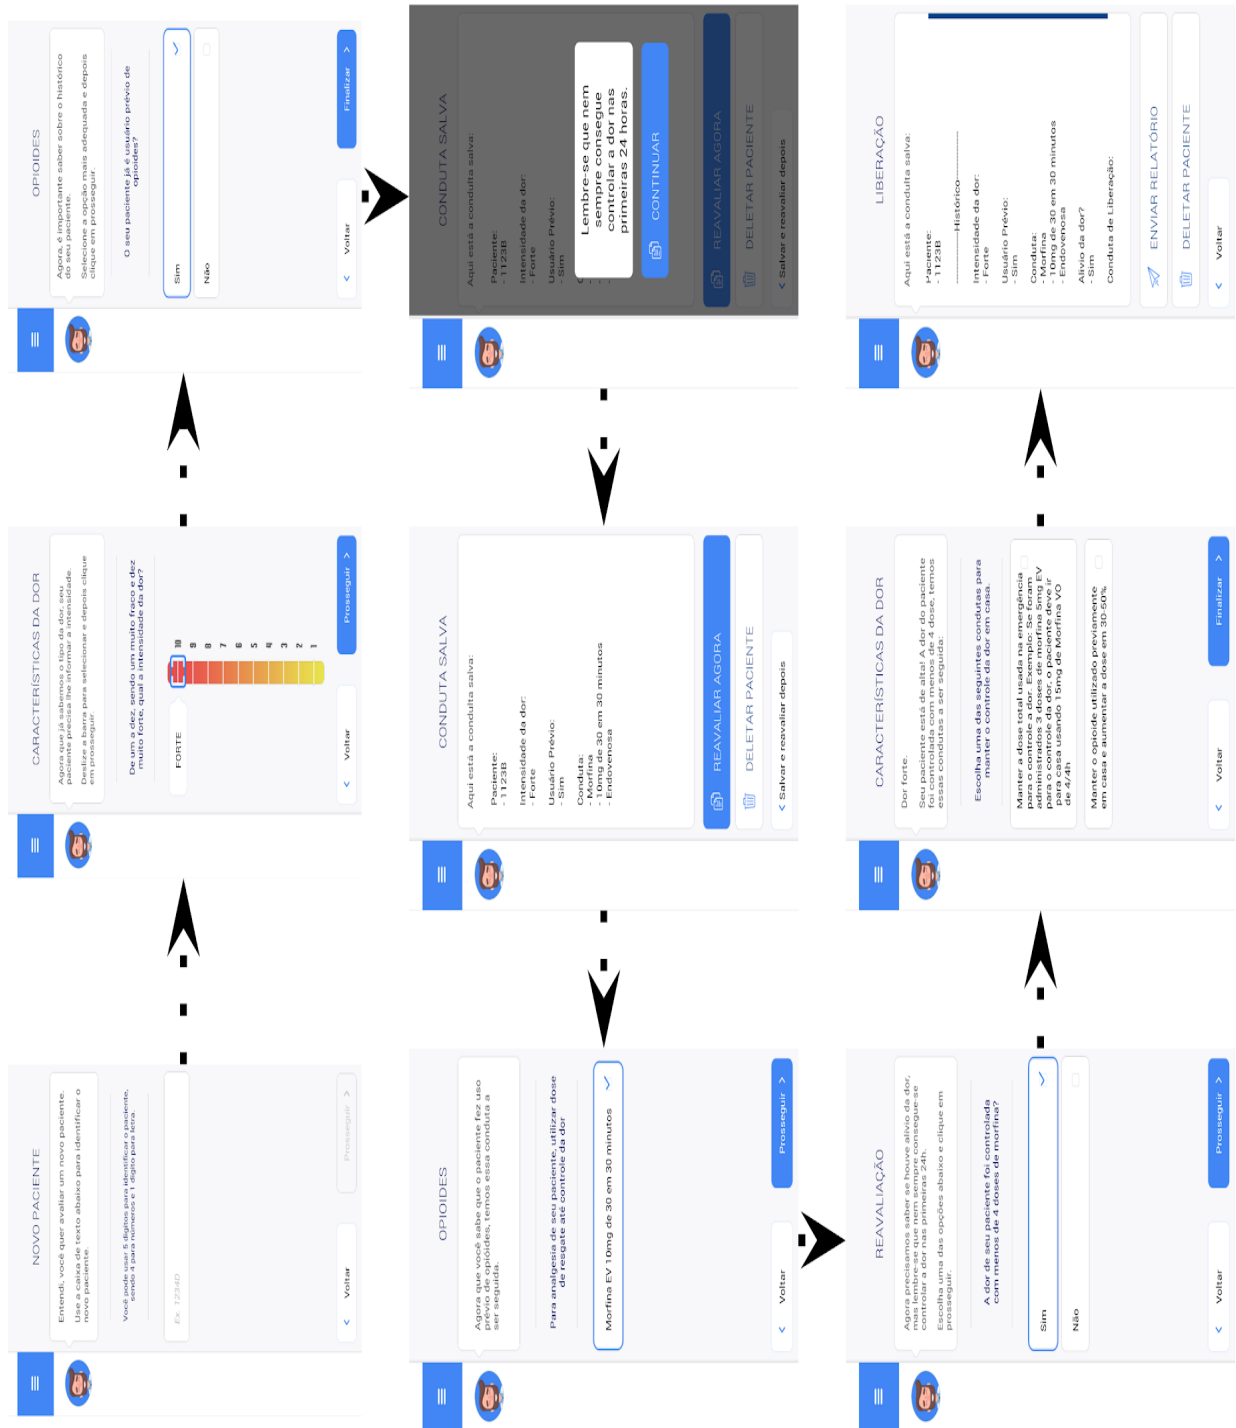 NOVO PACIENTE
Entendi, você quer avaliar um novo paciente.
Use a caixa de texto abaixo para identificar o
novo paciente.
Você pode usar 5 dígitos para identificar o paciente,
sendo 4 para números e 1 dígito para letra.
Ex. 1234D
< Voltar
Prosseguir >
CARACTERÍSTICAS DA DOR
Agora que já sabemos o tipo da dor, seu
paciente precisa lhe informar a intensidade.
Deslize a barra para selecionar e depois clique
em prosseguir.
De um a dez, sendo um muito fraco e dez
muito forte, qual a intensidade da dor?
FORTE
10
9
8
7
6
5
4
3
2
1
< Voltar
Prosseguir >
OPIOIDES
Agora, é importante saber sobre o histórico
do seu paciente.
Selecione a opção mais adequada e depois
clique em prosseguir.
O seu paciente já é usuário prévio de
opioides?
Sim
Não
< Voltar
Finalizar >
OPIOIDES
Agora que você sabe que o paciente fez uso
prévio de opioides, temos essa conduta a
ser seguida.
Para analgesia de seu paciente, utilizar dose
de resgate até controle da dor
Morfina EV 10mg de 30 em 30 minutos
< Voltar
Prosseguir >
CONDUTA SALVA
Aqui está a conduta salva:
Paciente:
- 1123B
Intensidade da dor:
- Forte
Usuário Prévio:
- Sim
Conduta:
- Morfina
- 10mg de 30 em 30 minutos
- Endovenosa
REAVALIAR AGORA
DELETAR PACIENTE
< Salvar e reavaliar depois
CONDUTA SALVA
Aqui está a conduta salva:
Paciente:
- 1123B
Intensidade da dor:
- Forte
Usuário Prévio:
- Sim
Lembre-se que nem
sempre consegue
controlar a dor nas
primeiras 24 horas.
CONTINUAR
REAVALIAR AGORA
DELETAR PACIENTE
< Salvar e reavaliar depois
REAVALIAÇÃO
Agora precisamos saber se houve alívio da dor,
mas lembre-se que nem sempre consegue-se
controlar a dor nas primeiras 24h.
Escolha uma das opções abaixo e clique em
prosseguir.
A dor de seu paciente foi controlada
com menos de 4 doses de morfina?
Sim
Não
< Voltar
Prosseguir >
CARACTERÍSTICAS DA DOR
Dor forte.
Seu paciente está de alta! A dor do paciente
foi controlada com menos de 4 dose, temos
essas condutas a ser seguida:
Escolha uma das seguintes condutas para
manter o controle da dor em casa.
Manter a dose total usada na emergência
para o controle a dor. Exemplo: Se foram
administrados 3 doses de morfina 5mg EV
para o controle da dor, o paciente deve ir
para casa usando 15mg de Morfina VO
de 4/4h
Manter o opioide utilizado previamente
em casa e aumentar a dose em 30-50%
< Voltar
Finalizar >
LIBERAÇÃO
Aqui está a conduta salva:
Paciente:
- 1123B
----------Histórico----------
Intensidade da dor:
- Forte
Usuário Prévio:
- Sim
Conduta:
- Morfina
- 10mg de 30 em 30 minutos
- Endovenosa
Alívio da dor?
- Sim
Conduta de Liberação:
ENVIAR RELATÓRIO
DELETAR PACIENTE
< Voltar